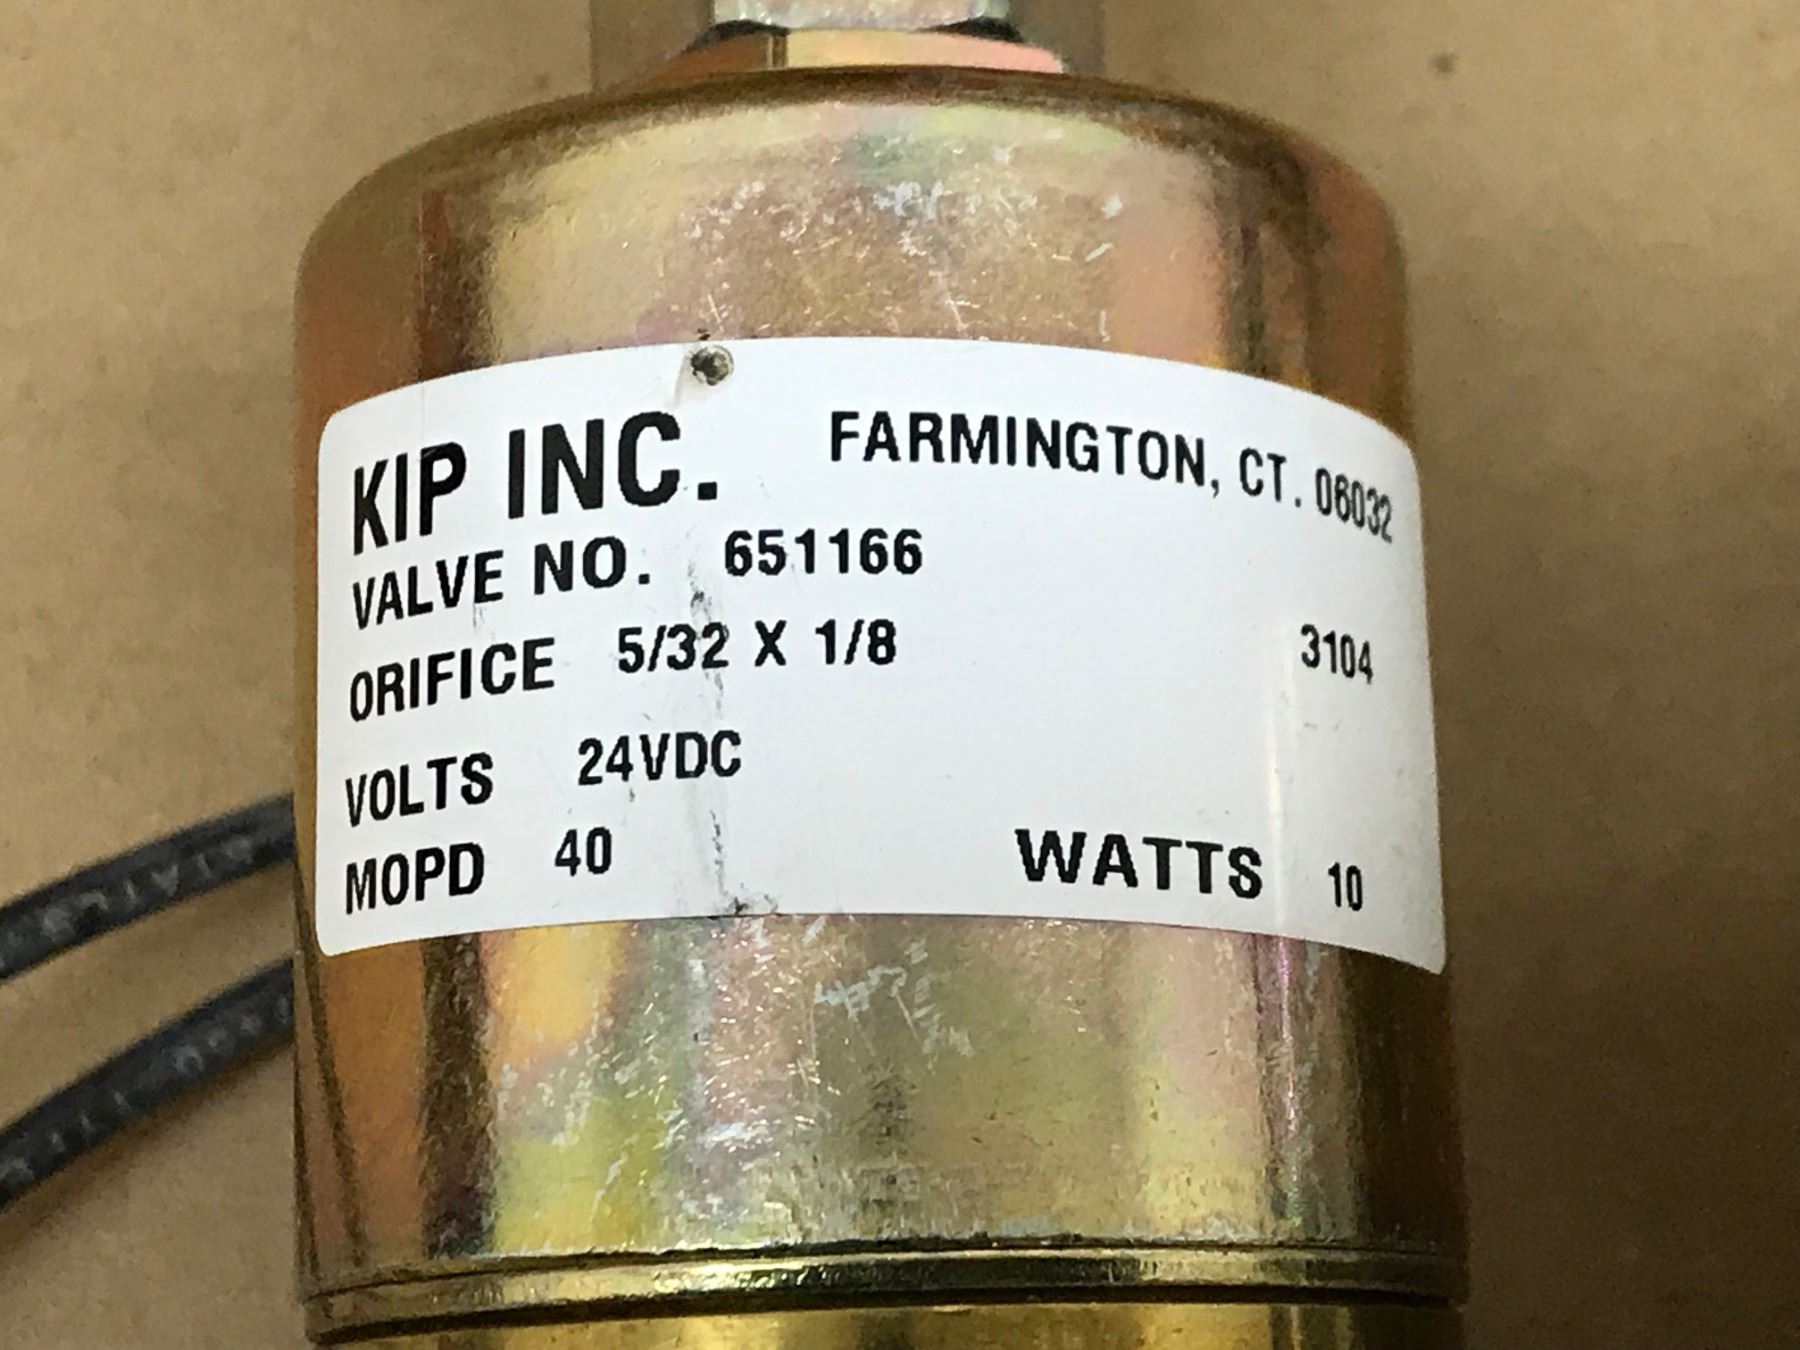 KIP INC. FARMINGTON, CT. 06032
VALVE NO. 651166
ORIFICE 5/32 X 1/8 3104
VOLTS 24VDC
MOPD 40 WATTS 10